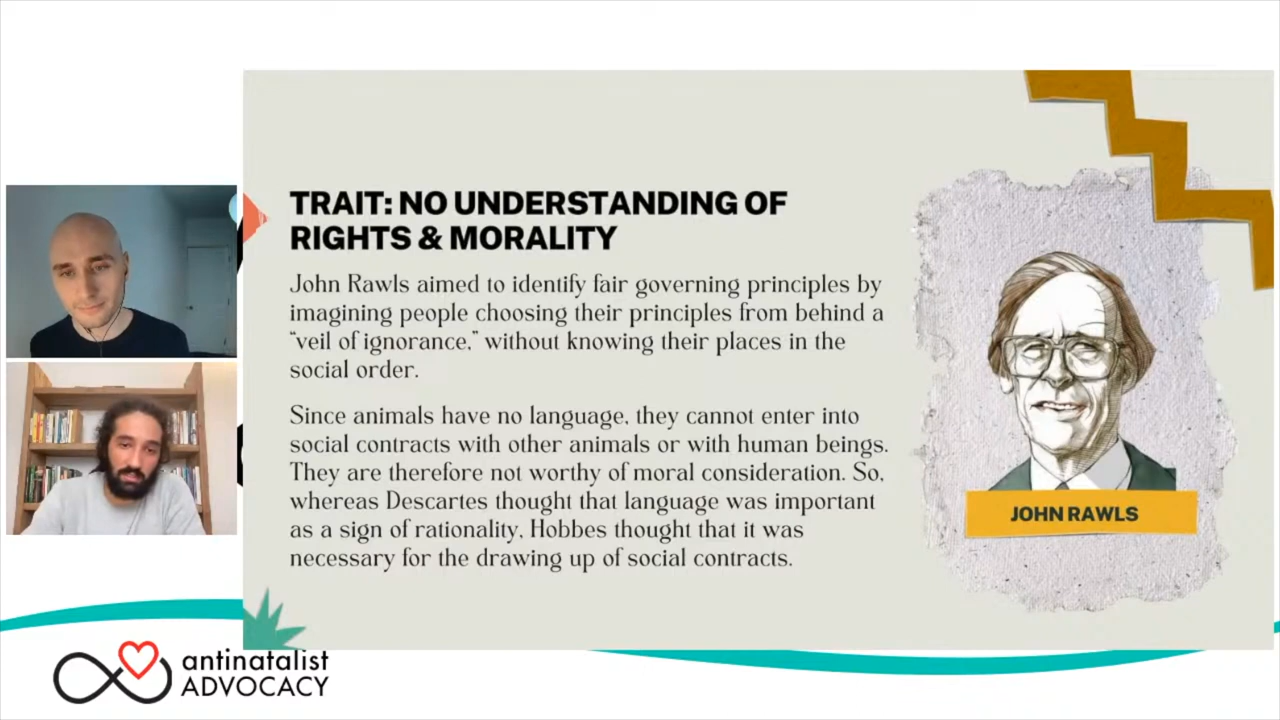 TRAIT: NO UNDERSTANDING OF
RIGHTS & MORALITY
John Rawls aimed to identify fair governing principles by
imagining people choosing their principles from behind a
“veil of ignorance,” without knowing their places in the
social order.
Since animals have no language, they cannot enter into
social contracts with other animals or with human beings.
They are therefore not worthy of moral consideration. So,
whereas Descartes thought that language was important
as a sign of rationality, Hobbes thought that it was
necessary for the drawing up of social contracts.
JOHN RAWLS
antinatalist
ADVOCACY